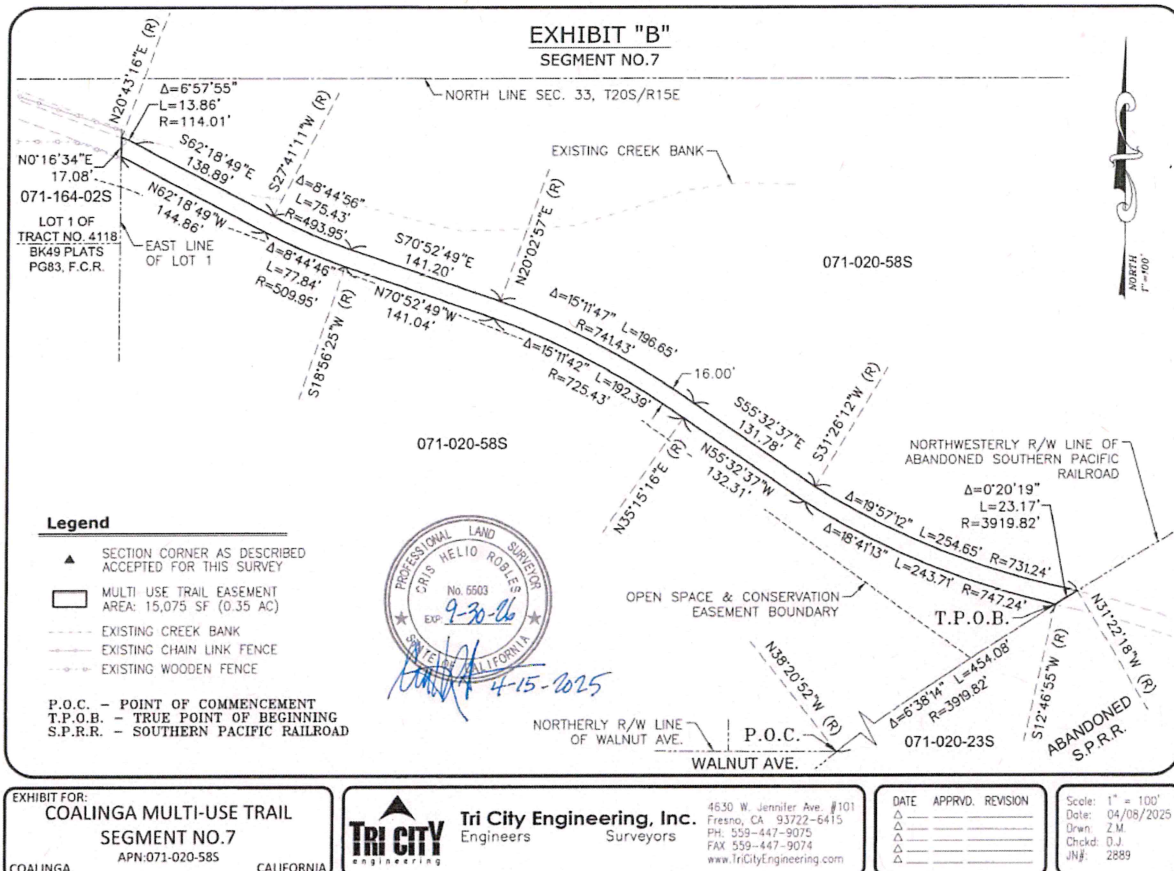 EXHIBIT "B"
SEGMENT NO.7
NORTH LINE SEC. 33, T20S/R15E
N20°43'16"E (R)
Δ=6°57'55"
L=13.86'
R=114.01'
N0°16'34"E
17.08'
071-164-02S
LOT 1 OF
TRACT NO. 4118
BK49 PLATS
PG83, F.C.R.
EAST LINE
OF LOT 1
S62°18'49"E
138.89'
N62°18'49"W
144.86'
S27°41'11"W (R)
Δ=8°44'56"
L=75.43'
R=493.95'
Δ=8°44'46"
L=77.84'
R=509.95'
S18°56'25"W (R)
EXISTING CREEK BANK
S70°52'49"E
141.20'
N70°52'49"W
141.04'
N20°02'57"E (R)
071-020-58S
NORTH
1"=100'
Δ=15°11'47" L=196.65'
R=741.43'
Δ=15°11'42" L=192.39'
R=725.43'
16.00'
N35°15'16"E (R)
S55°32'37"E
131.78'
N55°32'37"W
132.31'
S31°26'12"W (R)
071-020-58S
NORTHWESTERLY R/W LINE OF
ABANDONED SOUTHERN PACIFIC
RAILROAD
Δ=0°20'19"
L=23.17'
R=3919.82'
Δ=19°57'12" L=254.65' R=731.24'
Δ=18°41'13" L=243.71' R=747.24'
OPEN SPACE & CONSERVATION
EASEMENT BOUNDARY
T.P.O.B.
N31°22'18"W (R)
S12°46'55"W (R)
N38°20'52"W (R)
Δ=6°38'14" L=454.08'
R=3919.82'
071-020-23S
ABANDONED
S.P.R.R.
NORTHERLY R/W LINE
OF WALNUT AVE.
P.O.C.
WALNUT AVE.
Legend
SECTION CORNER AS DESCRIBED
ACCEPTED FOR THIS SURVEY
MULTI USE TRAIL EASEMENT
AREA: 15,075 SF (0.35 AC)
EXISTING CREEK BANK
EXISTING CHAIN LINK FENCE
EXISTING WOODEN FENCE
P.O.C. - POINT OF COMMENCEMENT
T.P.O.B. - TRUE POINT OF BEGINNING
S.P.R.R. - SOUTHERN PACIFIC RAILROAD
PROFESSIONAL LAND SURVEYOR
CRIS HELIO ROBLES
No. 5503
EXP. 9-30-26
STATE OF CALIFORNIA
4-15-2025
EXHIBIT FOR:
COALINGA MULTI-USE TRAIL
SEGMENT NO.7
APN:071-020-58S
COALINGA CALIFORNIA
TRI CITY
engineering
Tri City Engineering, Inc.
Engineers Surveyors
4630 W. Jennifer Ave. #101
Fresno, CA 93722-6415
PH: 559-447-9075
FAX 559-447-9074
www.TriCityEngineering.com
DATE APPRVD. REVISION
Scale: 1" = 100'
Date: 04/08/2025
Drwn: Z.M.
Chckd: D.J.
JN#: 2889